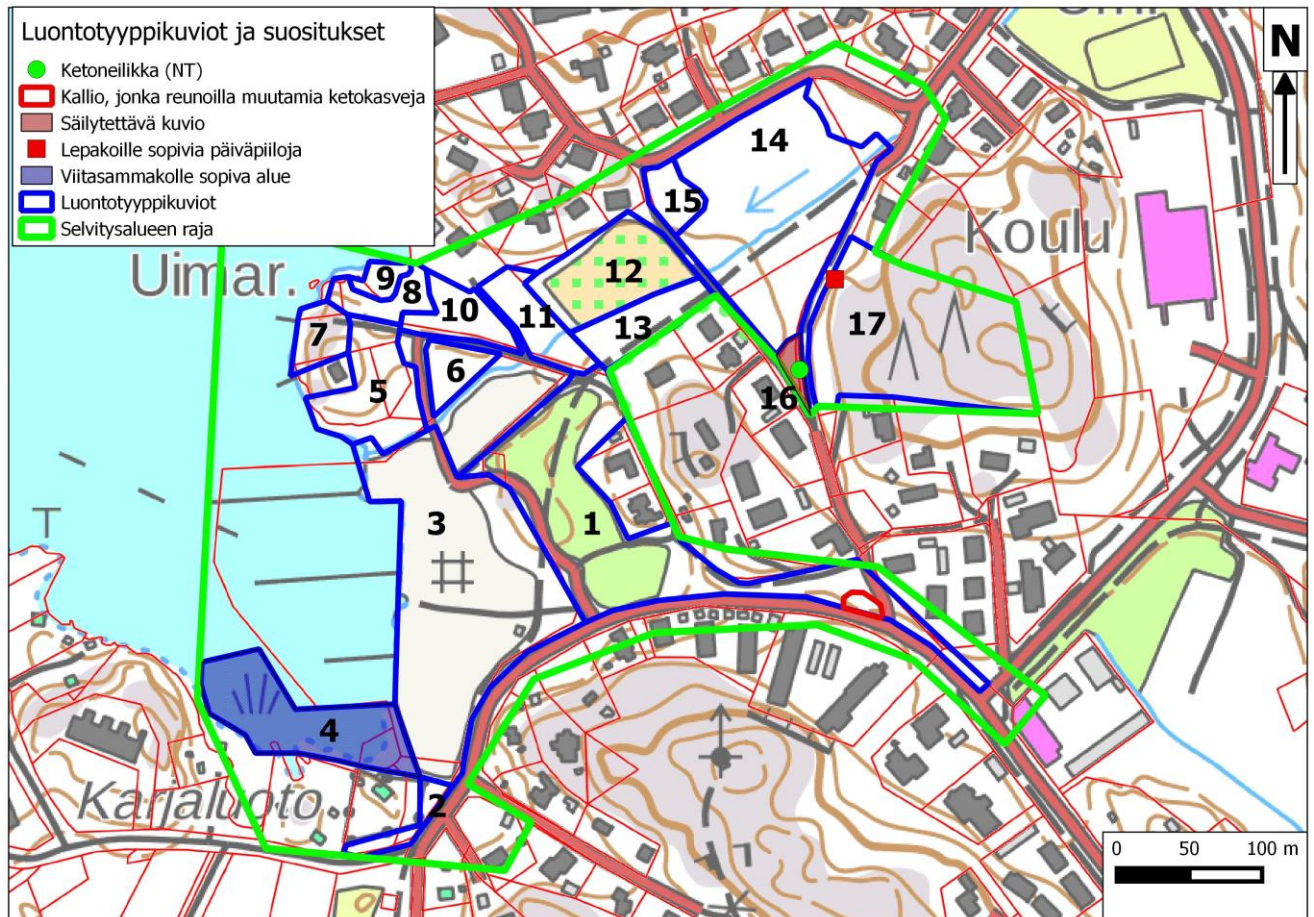 Luontotyyppikuviot ja suositukset
Ketoneilikka (NT)
Kallio, jonka reunoilla muutamia ketokasveja
Säilytettävä kuvio
Lepakoille sopivia päiväpiiloja
Viitasammakolle sopiva alue
Luontotyyppikuviot
Selvitysalueen raja
N
14
15
Koulu
Uimar.
9
8
12
10
11
13
7
17
6
5
16
3
1
4
Karjaluoto
2
0 50 100 m